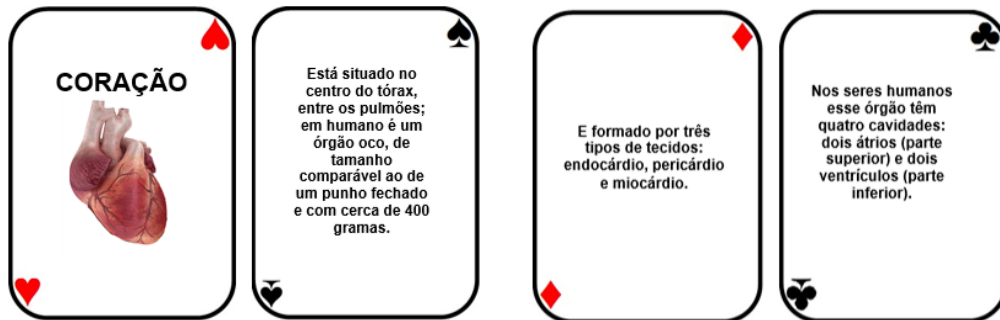 CORAÇÃO
Está situado no
centro do tórax,
entre os pulmões;
em humano é um
órgão oco, de
tamanho
comparável ao de
um punho fechado
e com cerca de 400
gramas.
E formado por três
tipos de tecidos:
endocárdio, pericárdio
e miocárdio.
Nos seres humanos
esse órgão têm
quatro cavidades:
dois átrios (parte
superior) e dois
ventrículos (parte
inferior).